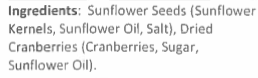 Ingredients: Sunflower Seeds (Sunflower
Kernels, Sunflower Oil, Salt), Dried
Cranberries (Cranberries, Sugar,
Sunflower Oil).